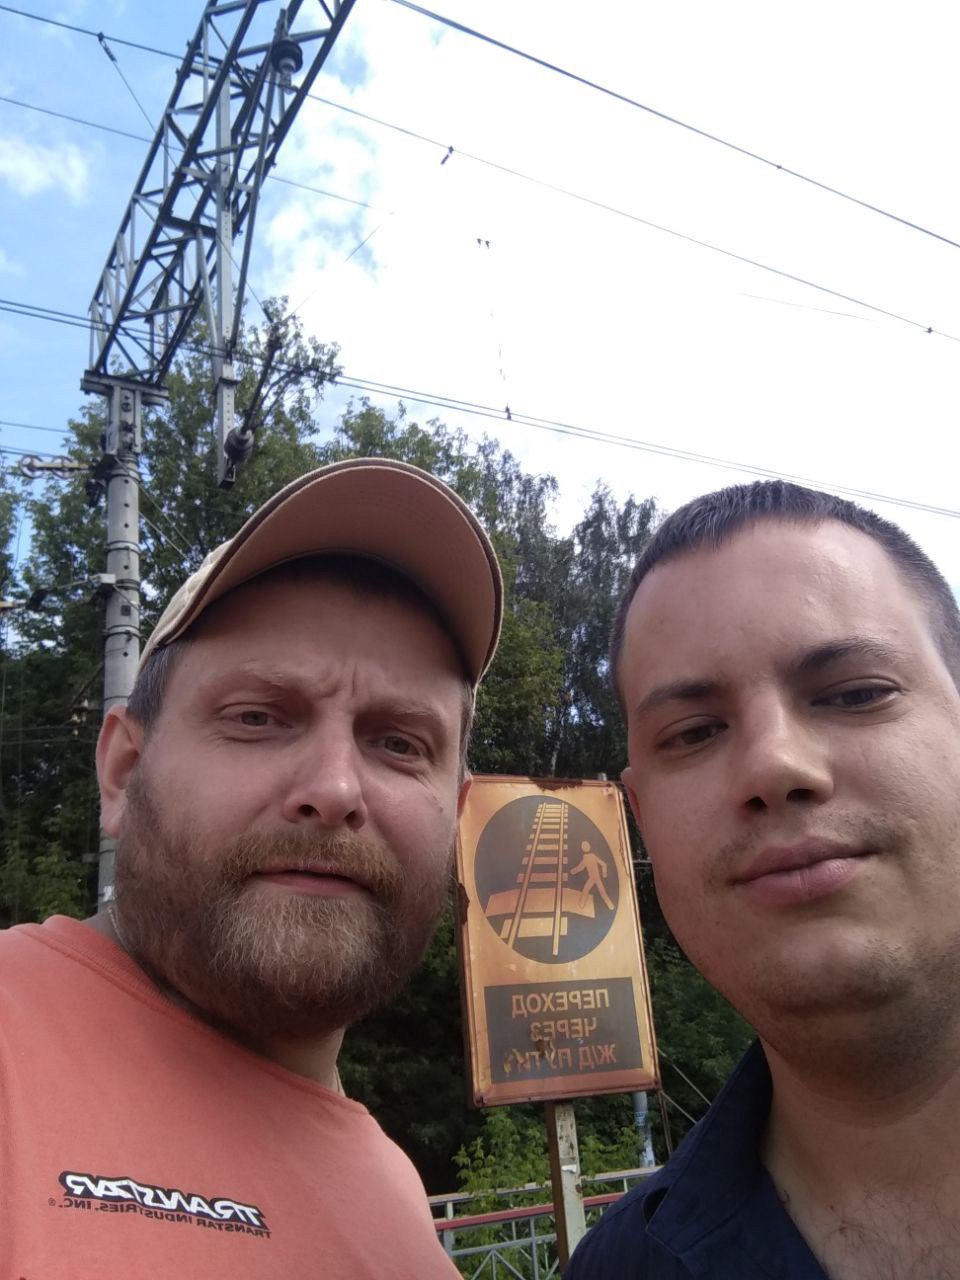 ПЕРЕХОД
ЧЕРЕЗ
Ж/Д ПУТИ
TRANSTAR
TRANSTAR INDUSTRIES, INC.®